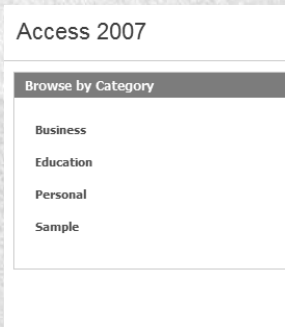 Access 2007
Browse by Category
Business
Education
Personal
Sample